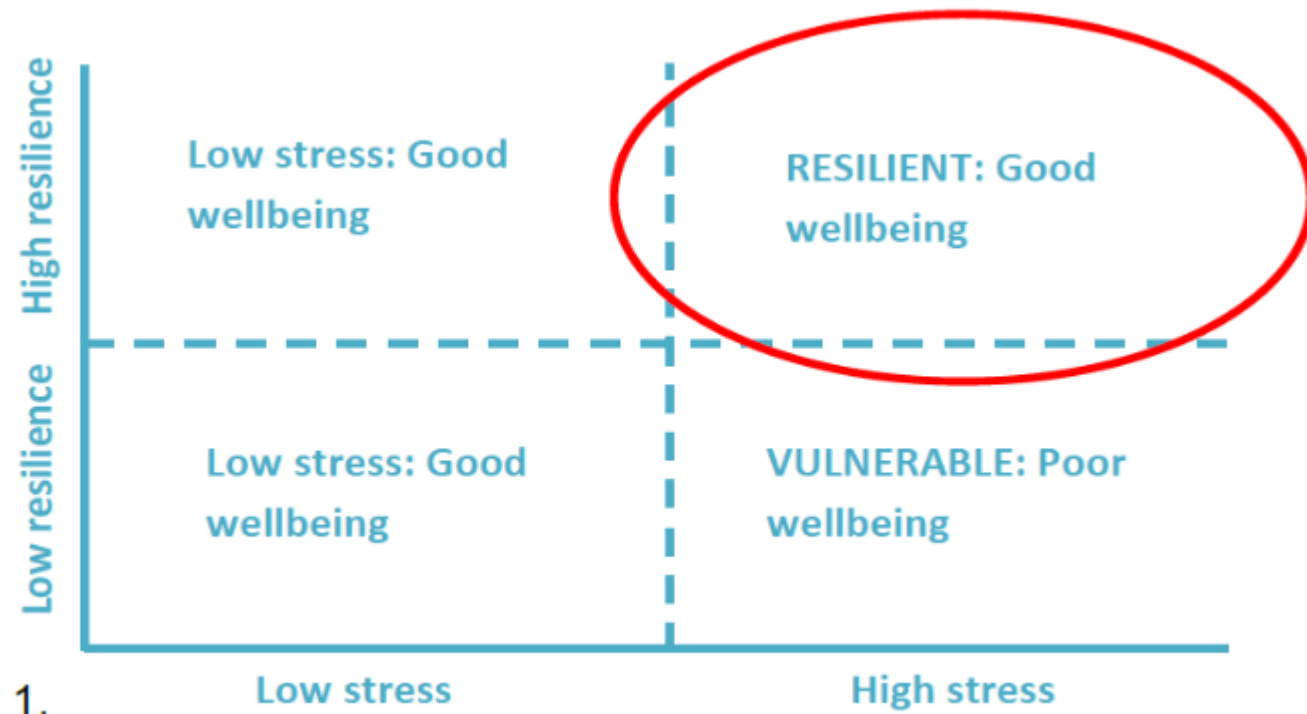 High resilience
Low stress: Good
wellbeing
RESILIENT: Good
wellbeing
Low resilience
Low stress: Good
wellbeing
VULNERABLE: Poor
wellbeing
1.
Low stress
High stress